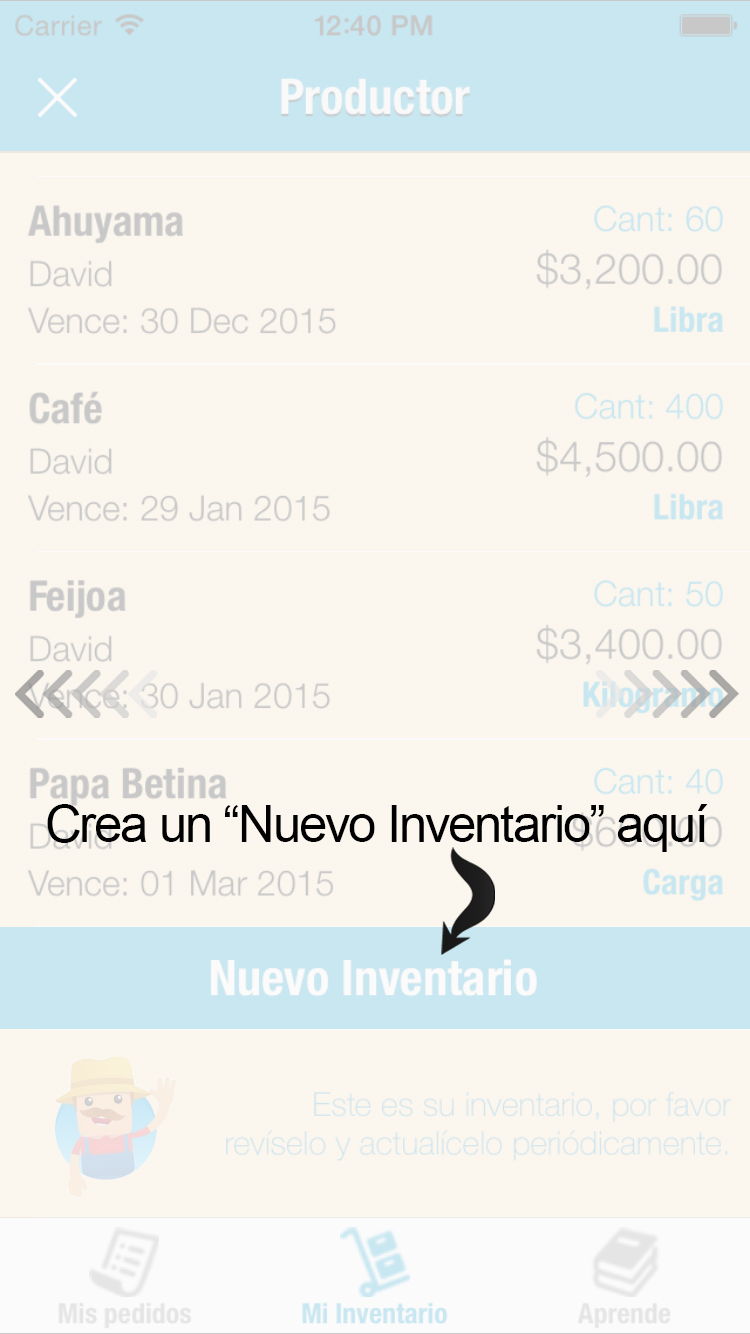 Carrier 12:40 PM
Productor
Ahuyama Cant: 60
David $3,200.00
Vence: 30 Dec 2015 Libra
Café Cant: 400
David $4,500.00
Vence: 29 Jan 2015 Libra
Feijoa Cant: 50
David $3,400.00
Vence: 30 Jan 2015 Kilogramo
Papa Betina Cant: 40
Crea un “Nuevo Inventario” aquí
David
Vence: 01 Mar 2015 Carga
Nuevo Inventario
Este es su inventario, por favor
revíselo y actualícelo periódicamente.
Mis pedidos Mi Inventario Aprende